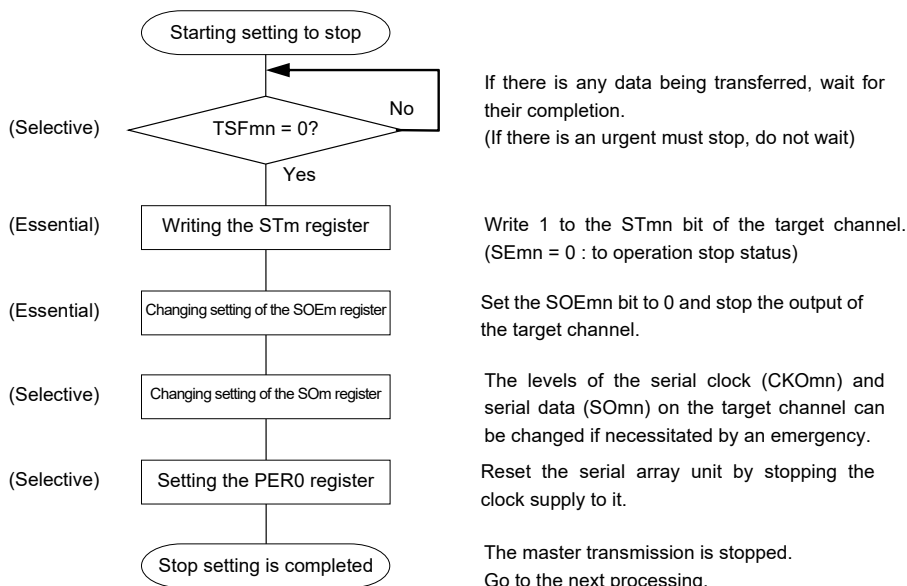 Starting setting to stop
If there is any data being transferred, wait for
their completion.
(If there is an urgent must stop, do not wait)
(Selective)
TSFmn = 0?
No
Yes
(Essential)
Writing the STm register
Write 1 to the STmn bit of the target channel.
(SEmn = 0 : to operation stop status)
(Essential)
Changing setting of the SOEm register
Set the SOEmn bit to 0 and stop the output of
the target channel.
(Selective)
Changing setting of the SOm register
The levels of the serial clock (CKOmn) and
serial data (SOmn) on the target channel can
be changed if necessitated by an emergency.
(Selective)
Setting the PER0 register
Reset the serial array unit by stopping the
clock supply to it.
Stop setting is completed
The master transmission is stopped.
Go to the next processing.